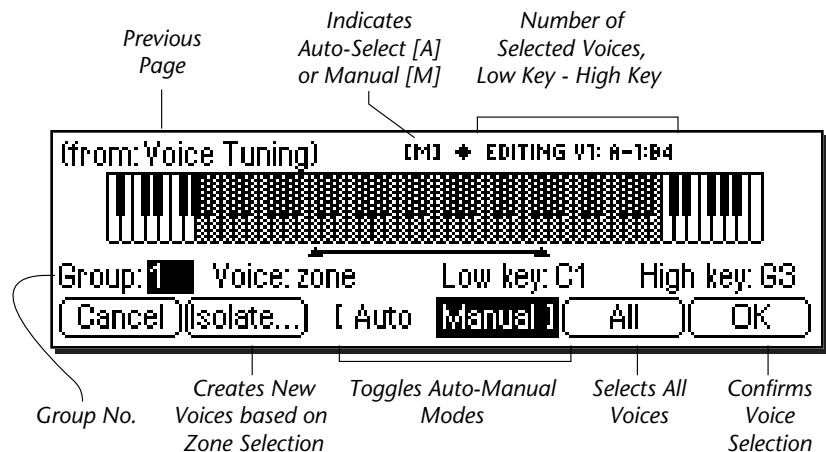 Previous
Page
Indicates
Auto-Select [A]
or Manual [M]
Number of
Selected Voices,
Low Key - High Key
(from: Voice Tuning)
[M] ✦ EDITING V1: A-1:B4
Group: 1 Voice: zone Low key: C1 High key: G3
Cancel Isolate... [ Auto Manual ] All OK
Group No.
Creates New
Voices based on
Zone Selection
Toggles Auto-Manual
Modes
Selects All
Voices
Confirms
Voice
Selection